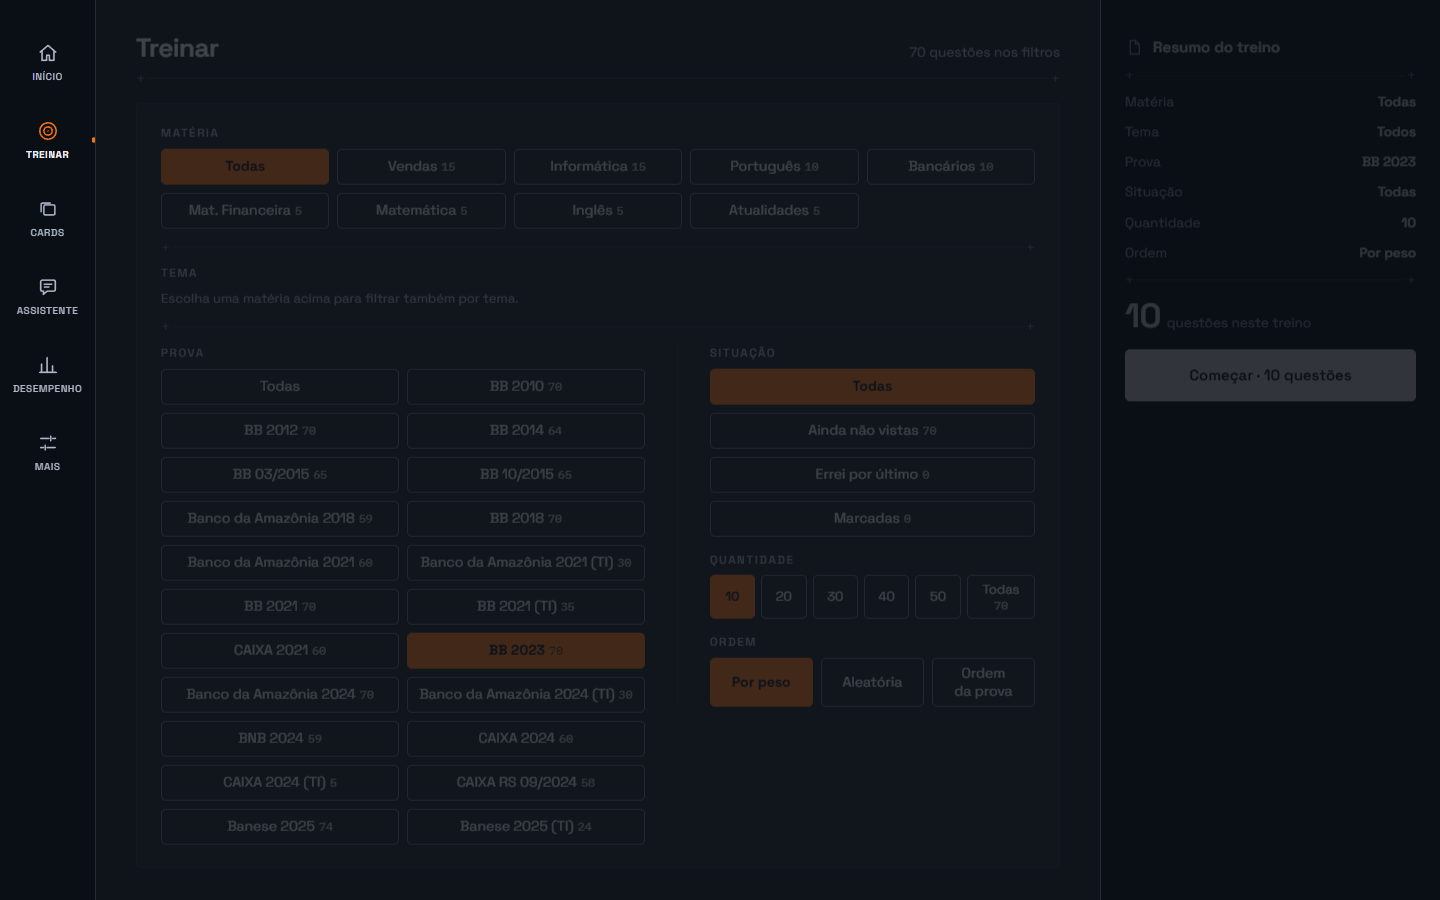 INÍCIO
TREINAR
CARDS
ASSISTENTE
DESEMPENHO
MAIS
Treinar
70 questões nos filtros
MATÉRIA
Todas
Vendas 15
Informática 15
Português 10
Bancários 10
Mat. Financeira 5
Matemática 5
Inglês 5
Atualidades 5
TEMA
Escolha uma matéria acima para filtrar também por tema.
PROVA
Todas
BB 2010 70
BB 2012 70
BB 2014 64
BB 03/2015 65
BB 10/2015 65
Banco da Amazônia 2018 59
BB 2018 70
Banco da Amazônia 2021 60
Banco da Amazônia 2021 (TI) 30
BB 2021 70
BB 2021 (TI) 35
CAIXA 2021 60
BB 2023 70
Banco da Amazônia 2024 70
Banco da Amazônia 2024 (TI) 30
BNB 2024 59
CAIXA 2024 60
CAIXA 2024 (TI) 5
CAIXA RS 09/2024 58
Banese 2025 74
Banese 2025 (TI) 24
SITUAÇÃO
Todas
Ainda não vistas 70
Errei por último 0
Marcadas 0
QUANTIDADE
10
20
30
40
50
Todas
70
ORDEM
Por peso
Aleatória
Ordem
da prova
Resumo do treino
Matéria Todas
Tema Todos
Prova BB 2023
Situação Todas
Quantidade 10
Ordem Por peso
10 questões neste treino
Começar · 10 questões